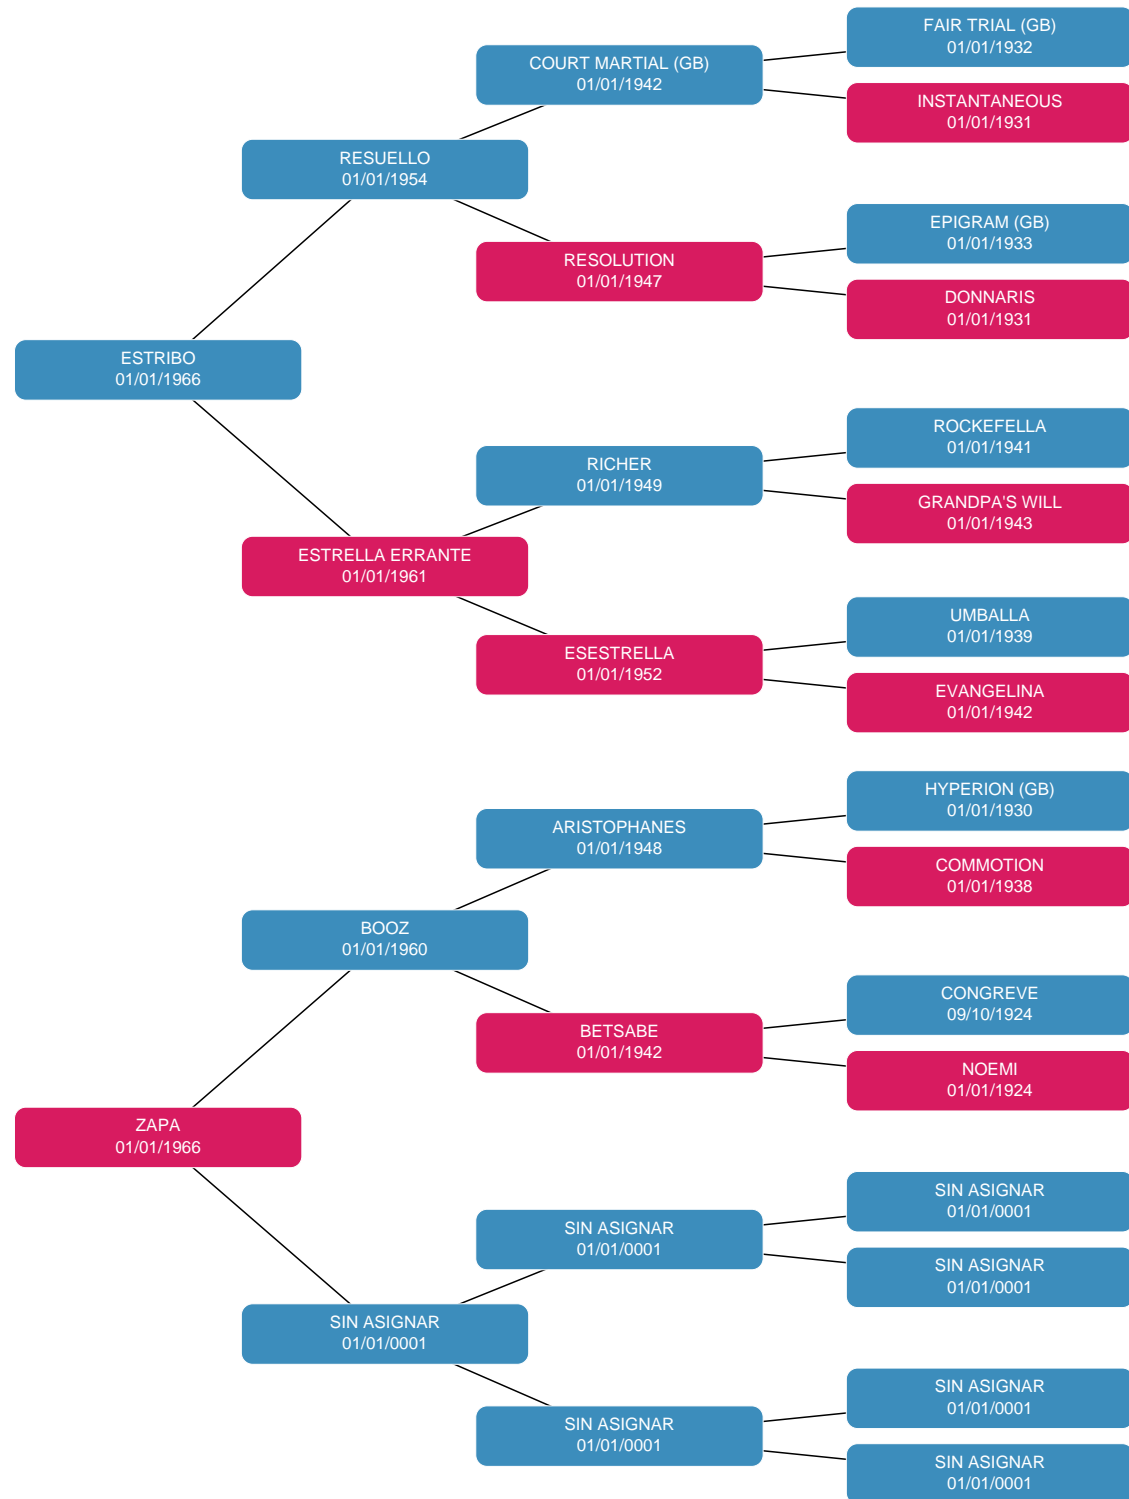 FAIR TRIAL (GB)
01/01/1932
COURT MARTIAL (GB)
01/01/1942
INSTANTANEOUS
01/01/1931
RESUELLO
01/01/1954
EPIGRAM (GB)
01/01/1933
RESOLUTION
01/01/1947
DONNARIS
01/01/1931
ESTRIBO
01/01/1966
ROCKEFELLA
01/01/1941
RICHER
01/01/1949
GRANDPA'S WILL
01/01/1943
ESTRELLA ERRANTE
01/01/1961
UMBALLA
01/01/1939
ESESTRELLA
01/01/1952
EVANGELINA
01/01/1942
HYPERION (GB)
01/01/1930
ARISTOPHANES
01/01/1948
COMMOTION
01/01/1938
BOOZ
01/01/1960
CONGREVE
09/10/1924
BETSABE
01/01/1942
NOEMI
01/01/1924
ZAPA
01/01/1966
SIN ASIGNAR
01/01/0001
SIN ASIGNAR
01/01/0001
SIN ASIGNAR
01/01/0001
SIN ASIGNAR
01/01/0001
SIN ASIGNAR
01/01/0001
SIN ASIGNAR
01/01/0001
SIN ASIGNAR
01/01/0001